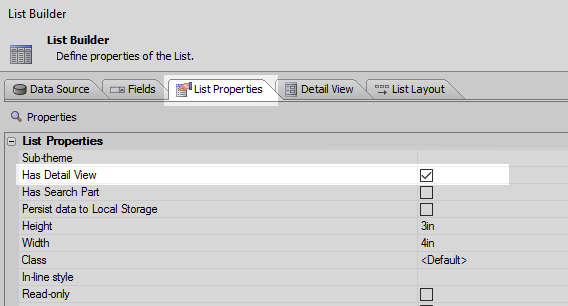 List Builder
List Builder
Define properties of the List.
Data Source Fields List Properties Detail View List Layout
Properties
List Properties
Sub-theme
Has Detail View
Has Search Part
Persist data to Local Storage
Height 3in
Width 4in
Class <Default>
In-line style
Read-only